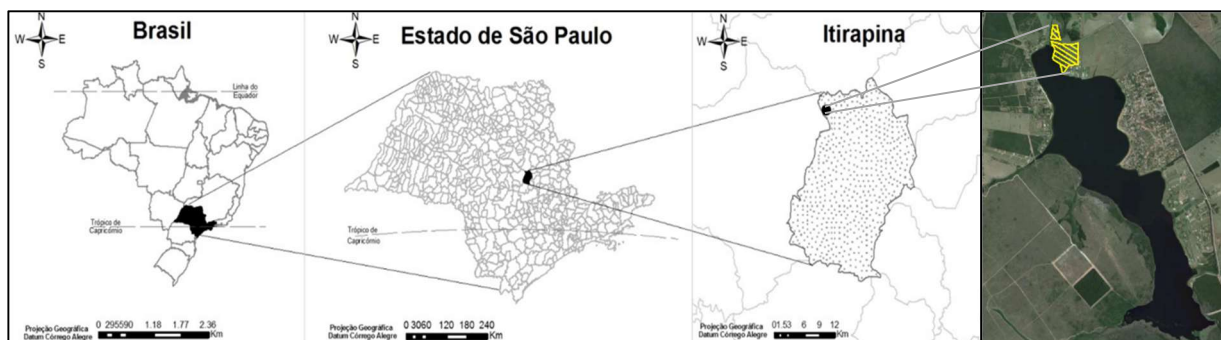 Brasil
N
W E
S
Linha do
Equador
Trópico de
Capricórnio
Projeção Geográfica
Datum Córrego Alegre
0 295590 1.18 1.77 2.36
Km
Estado de São Paulo
N
W E
S
Trópico de
Capricórnio
Projeção Geográfica
Datum Córrego Alegre
0 3060 120 180 240
Km
Itirapina
N
W E
S
Projeção Geográfica
Datum Córrego Alegre
01.53 6 9 12
Km